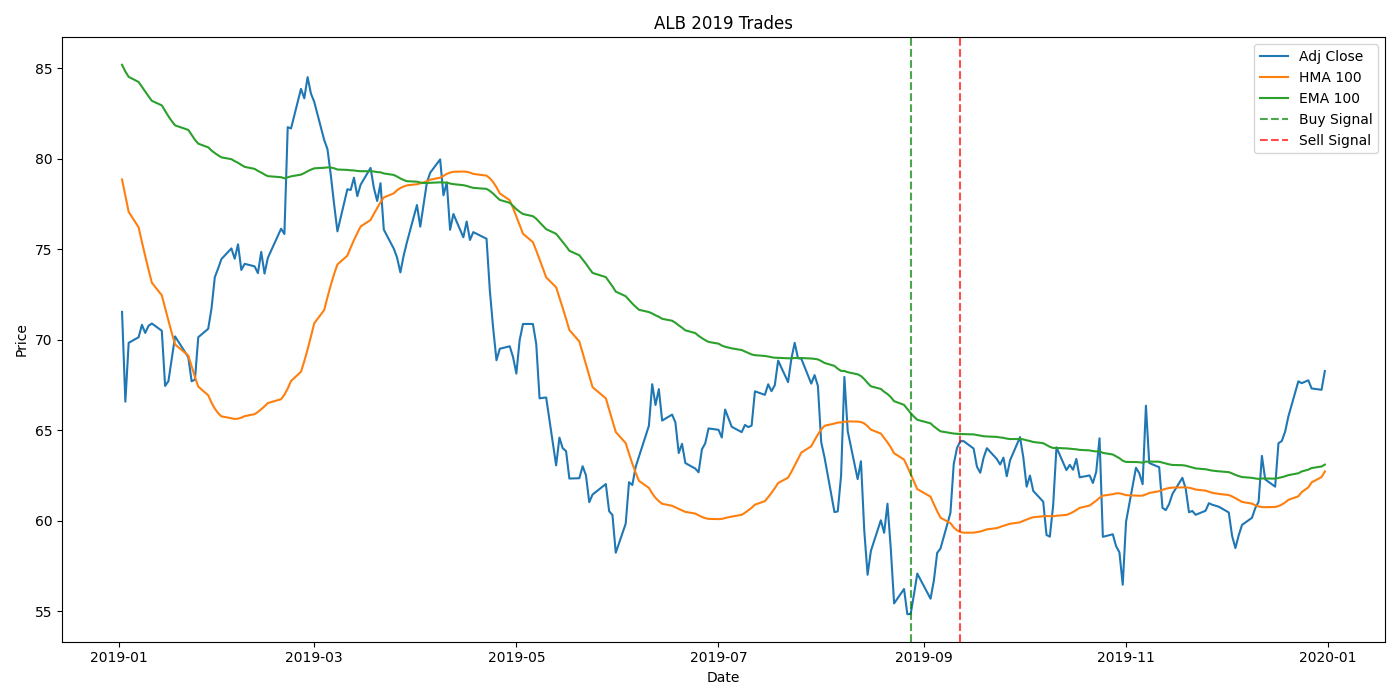 ALB 2019 Trades
Price
85
80
75
70
65
60
55
Adj Close
HMA 100
EMA 100
Buy Signal
Sell Signal
2019-01
2019-03
2019-05
2019-07
2019-09
2019-11
2020-01
Date